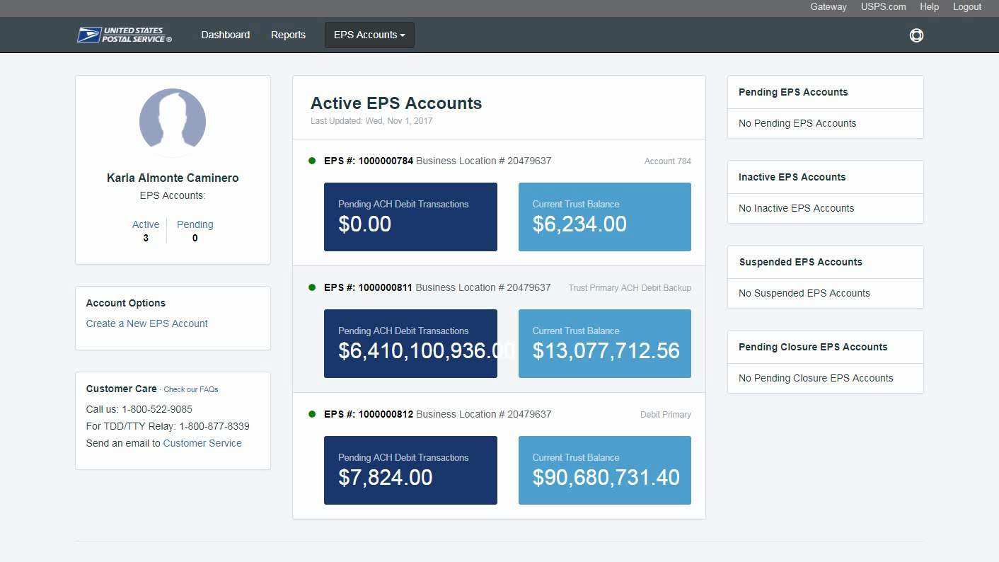 Gateway USPS.com Help Logout
UNITED STATES
POSTAL SERVICE ®
Dashboard Reports EPS Accounts
Karla Almonte Caminero
EPS Accounts:
Active Pending
3 0
Account Options
Create a New EPS Account
Customer Care · Check our FAQs
Call us: 1-800-522-9085
For TDD/TTY Relay: 1-800-877-8339
Send an email to Customer Service
Active EPS Accounts
Last Updated: Wed, Nov 1, 2017
EPS #: 1000000784 Business Location # 20479637 Account 784
Pending ACH Debit Transactions
$0.00
Current Trust Balance
$6,234.00
EPS #: 1000000811 Business Location # 20479637 Trust Primary ACH Debit Backup
Pending ACH Debit Transactions
$6,410,100,936.00
Current Trust Balance
$13,077,712.56
EPS #: 1000000812 Business Location # 20479637 Debit Primary
Pending ACH Debit Transactions
$7,824.00
Current Trust Balance
$90,680,731.40
Pending EPS Accounts
No Pending EPS Accounts
Inactive EPS Accounts
No Inactive EPS Accounts
Suspended EPS Accounts
No Suspended EPS Accounts
Pending Closure EPS Accounts
No Pending Closure EPS Accounts